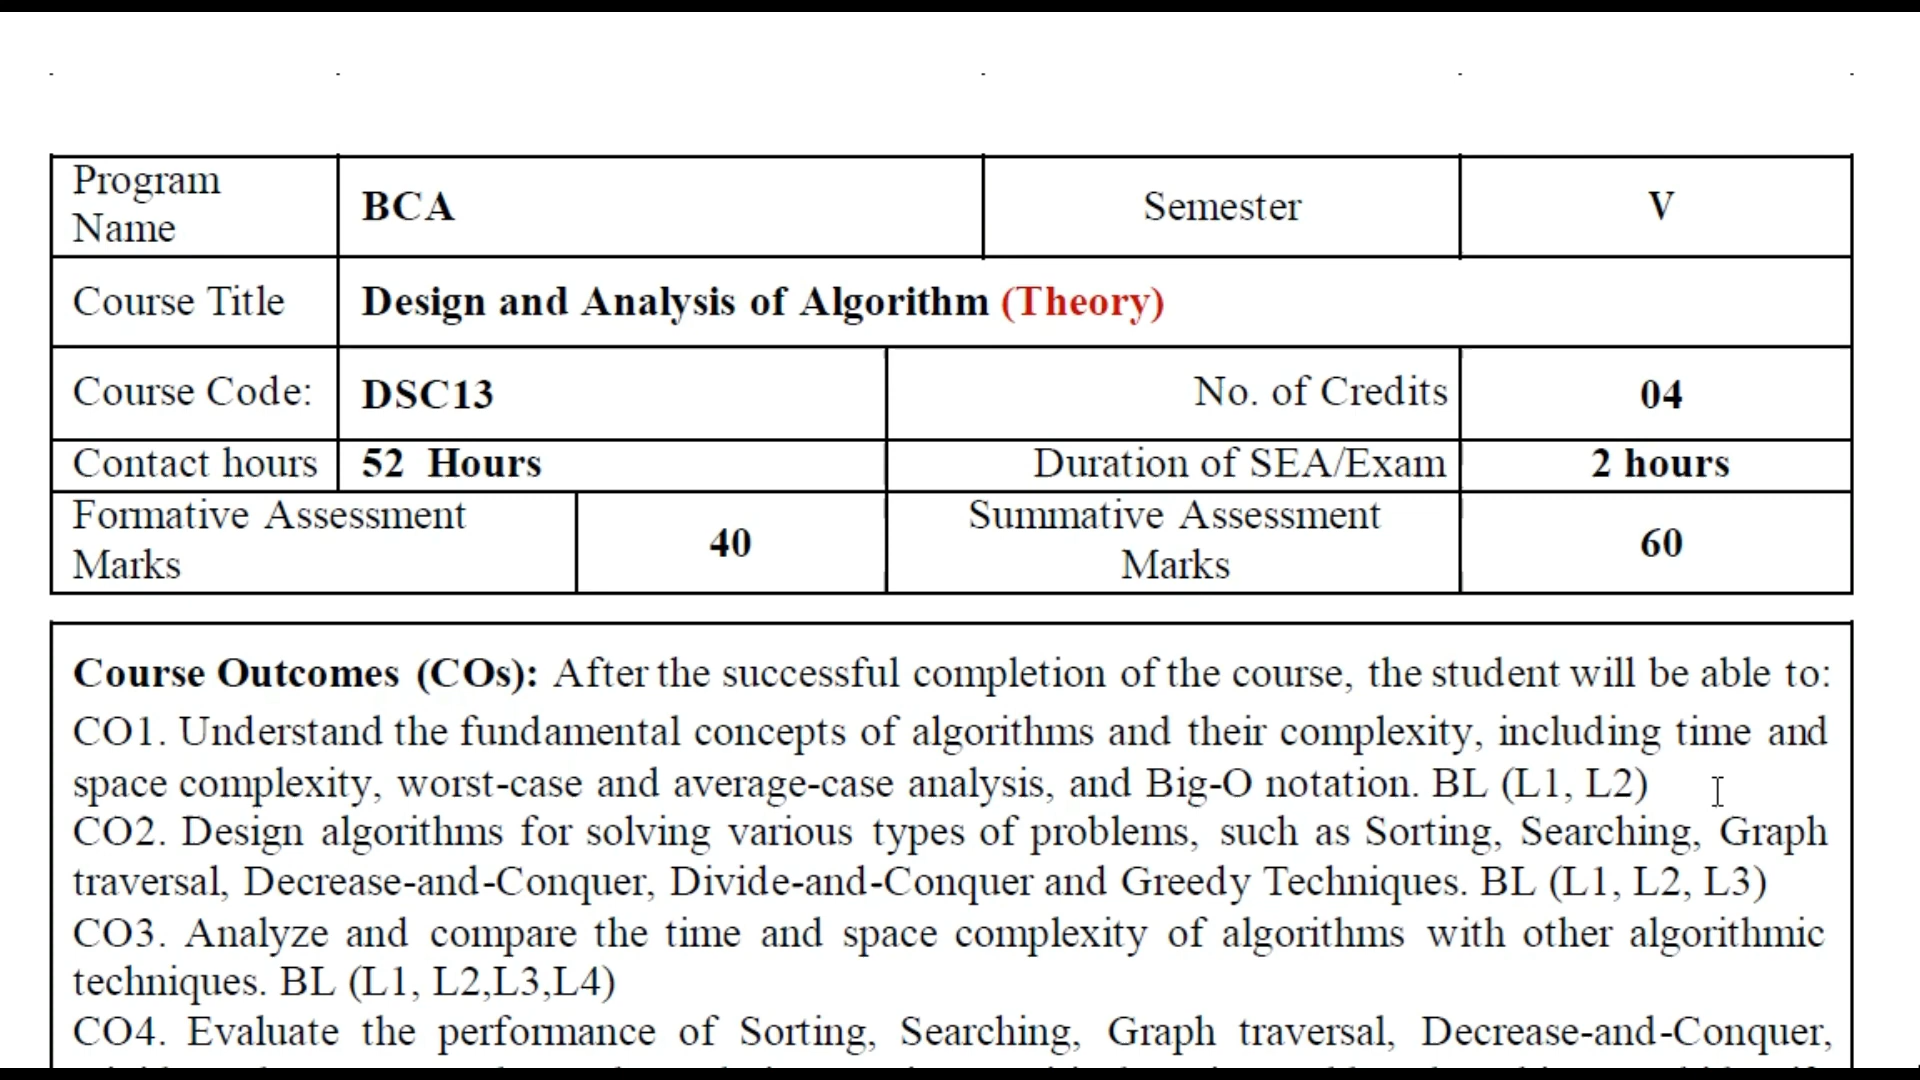 Program
Name
BCA
Semester
V
Course Title
Design and Analysis of Algorithm (Theory)
Course Code:
DSC13
No. of Credits
04
Contact hours
52 Hours
Duration of SEA/Exam
2 hours
Formative Assessment
Marks
40
Summative Assessment
Marks
60
Course Outcomes (COs): After the successful completion of the course, the student will be able to:
CO1. Understand the fundamental concepts of algorithms and their complexity, including time and
space complexity, worst-case and average-case analysis, and Big-O notation. BL (L1, L2)
CO2. Design algorithms for solving various types of problems, such as Sorting, Searching, Graph
traversal, Decrease-and-Conquer, Divide-and-Conquer and Greedy Techniques. BL (L1, L2, L3)
CO3. Analyze and compare the time and space complexity of algorithms with other algorithmic
techniques. BL (L1, L2,L3,L4)
CO4. Evaluate the performance of Sorting, Searching, Graph traversal, Decrease-and-Conquer,